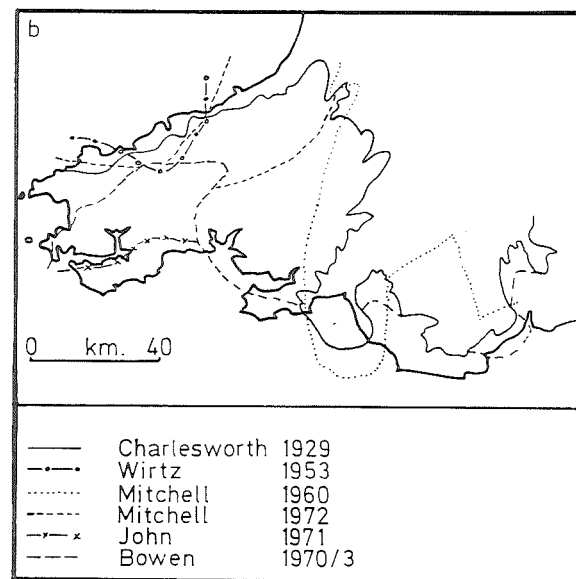 b
0 km. 40
Charlesworth 1929
Wirtz 1953
Mitchell 1960
Mitchell 1972
John 1971
Bowen 1970/3